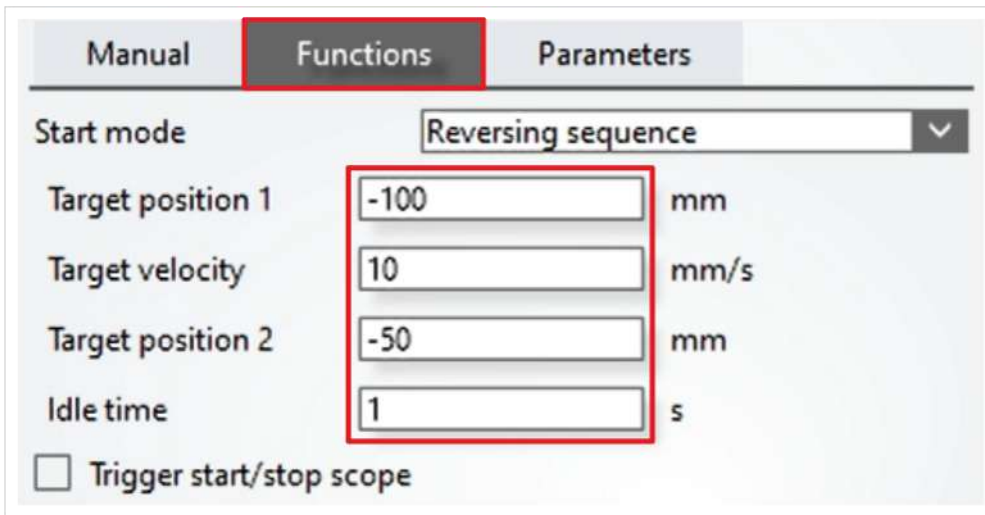 Manual Functions Parameters
Start mode Reversing sequence
Target position 1 -100 mm
Target velocity 10 mm/s
Target position 2 -50 mm
Idle time 1 s
Trigger start/stop scope